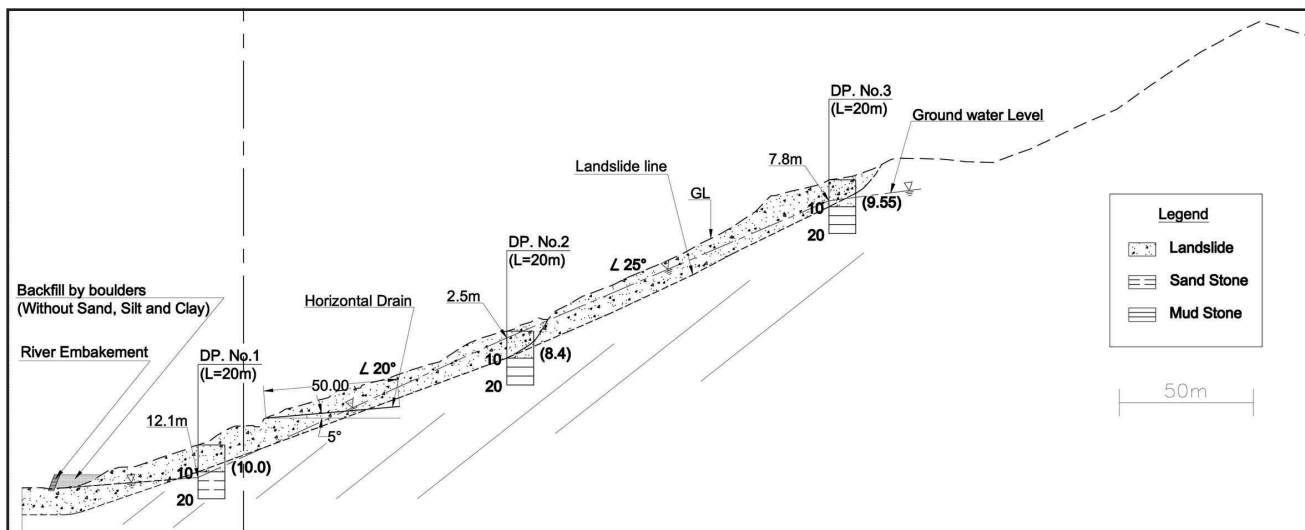 DP. No.3
(L=20m)
Ground water Level
7.8m
Landslide line
GL
10
(9.55)
20
Legend
Landslide
Sand Stone
Mud Stone
50m
DP. No.2
(L=20m)
∠ 25°
2.5m
10
(8.4)
20
Backfill by boulders
(Without Sand, Silt and Clay)
Horizontal Drain
River Embakement
DP. No.1
(L=20m)
∠ 20°
50.00
5°
12.1m
10
(10.0)
20